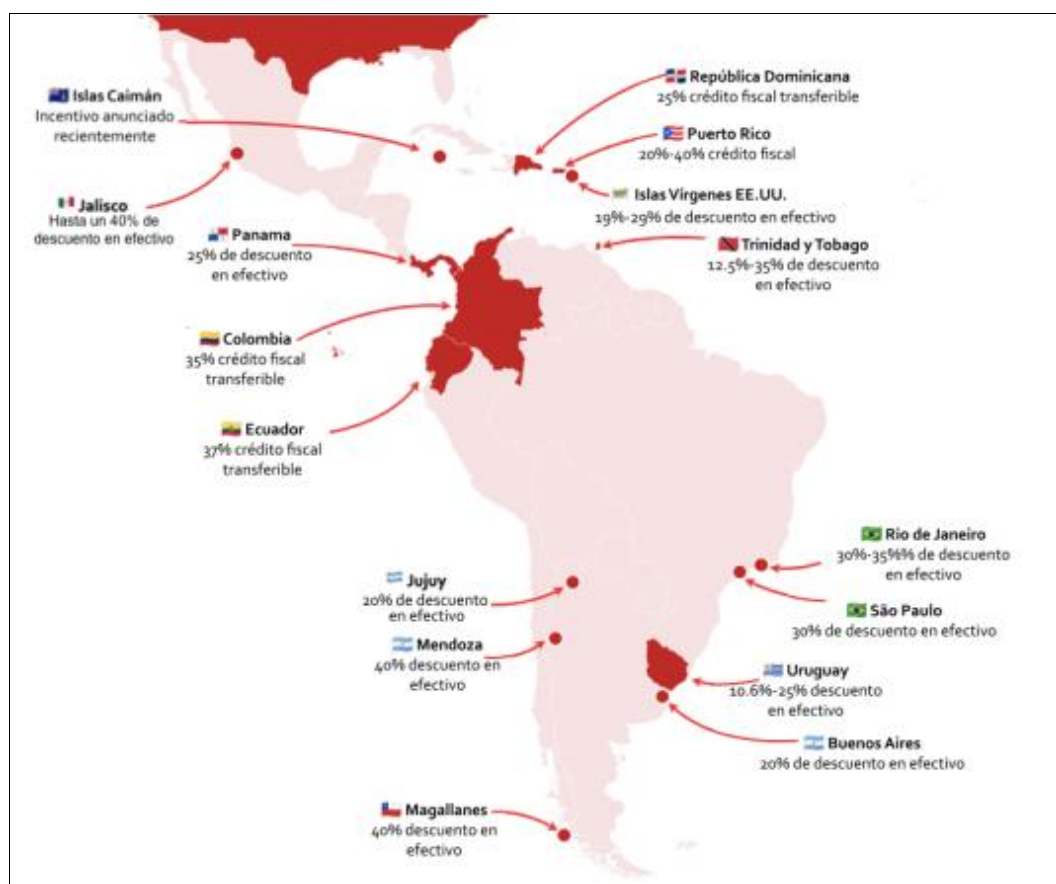 Islas Caimán
Incentivo anunciado
recientemente
República Dominicana
25% crédito fiscal transferible
Puerto Rico
20%-40% crédito fiscal
Islas Vírgenes EE.UU.
19%-29% de descuento en efectivo
Jalisco
Hasta un 40% de
descuento en efectivo
Panama
25% de descuento
en efectivo
Trinidad y Tobago
12.5%-35% de descuento
en efectivo
Colombia
35% crédito fiscal
transferible
Ecuador
37% crédito fiscal
transferible
Rio de Janeiro
30%-35%% de descuento
en efectivo
Jujuy
20% de descuento
en efectivo
São Paulo
30% de descuento en efectivo
Mendoza
40% descuento en
efectivo
Uruguay
10.6%-25% descuento
en efectivo
Buenos Aires
20% de descuento en efectivo
Magallanes
40% descuento en
efectivo